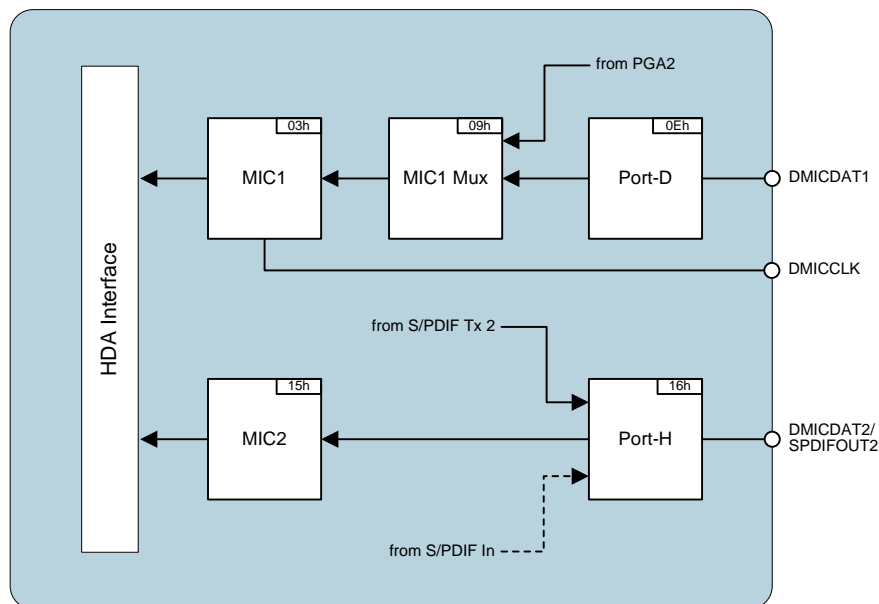 from PGA2
03h
09h
0Eh
MIC1
MIC1 Mux
Port-D
DMICDAT1
DMICCLK
HDA Interface
from S/PDIF Tx 2
15h
16h
MIC2
Port-H
DMICDAT2/
SPDIFOUT2
from S/PDIF In